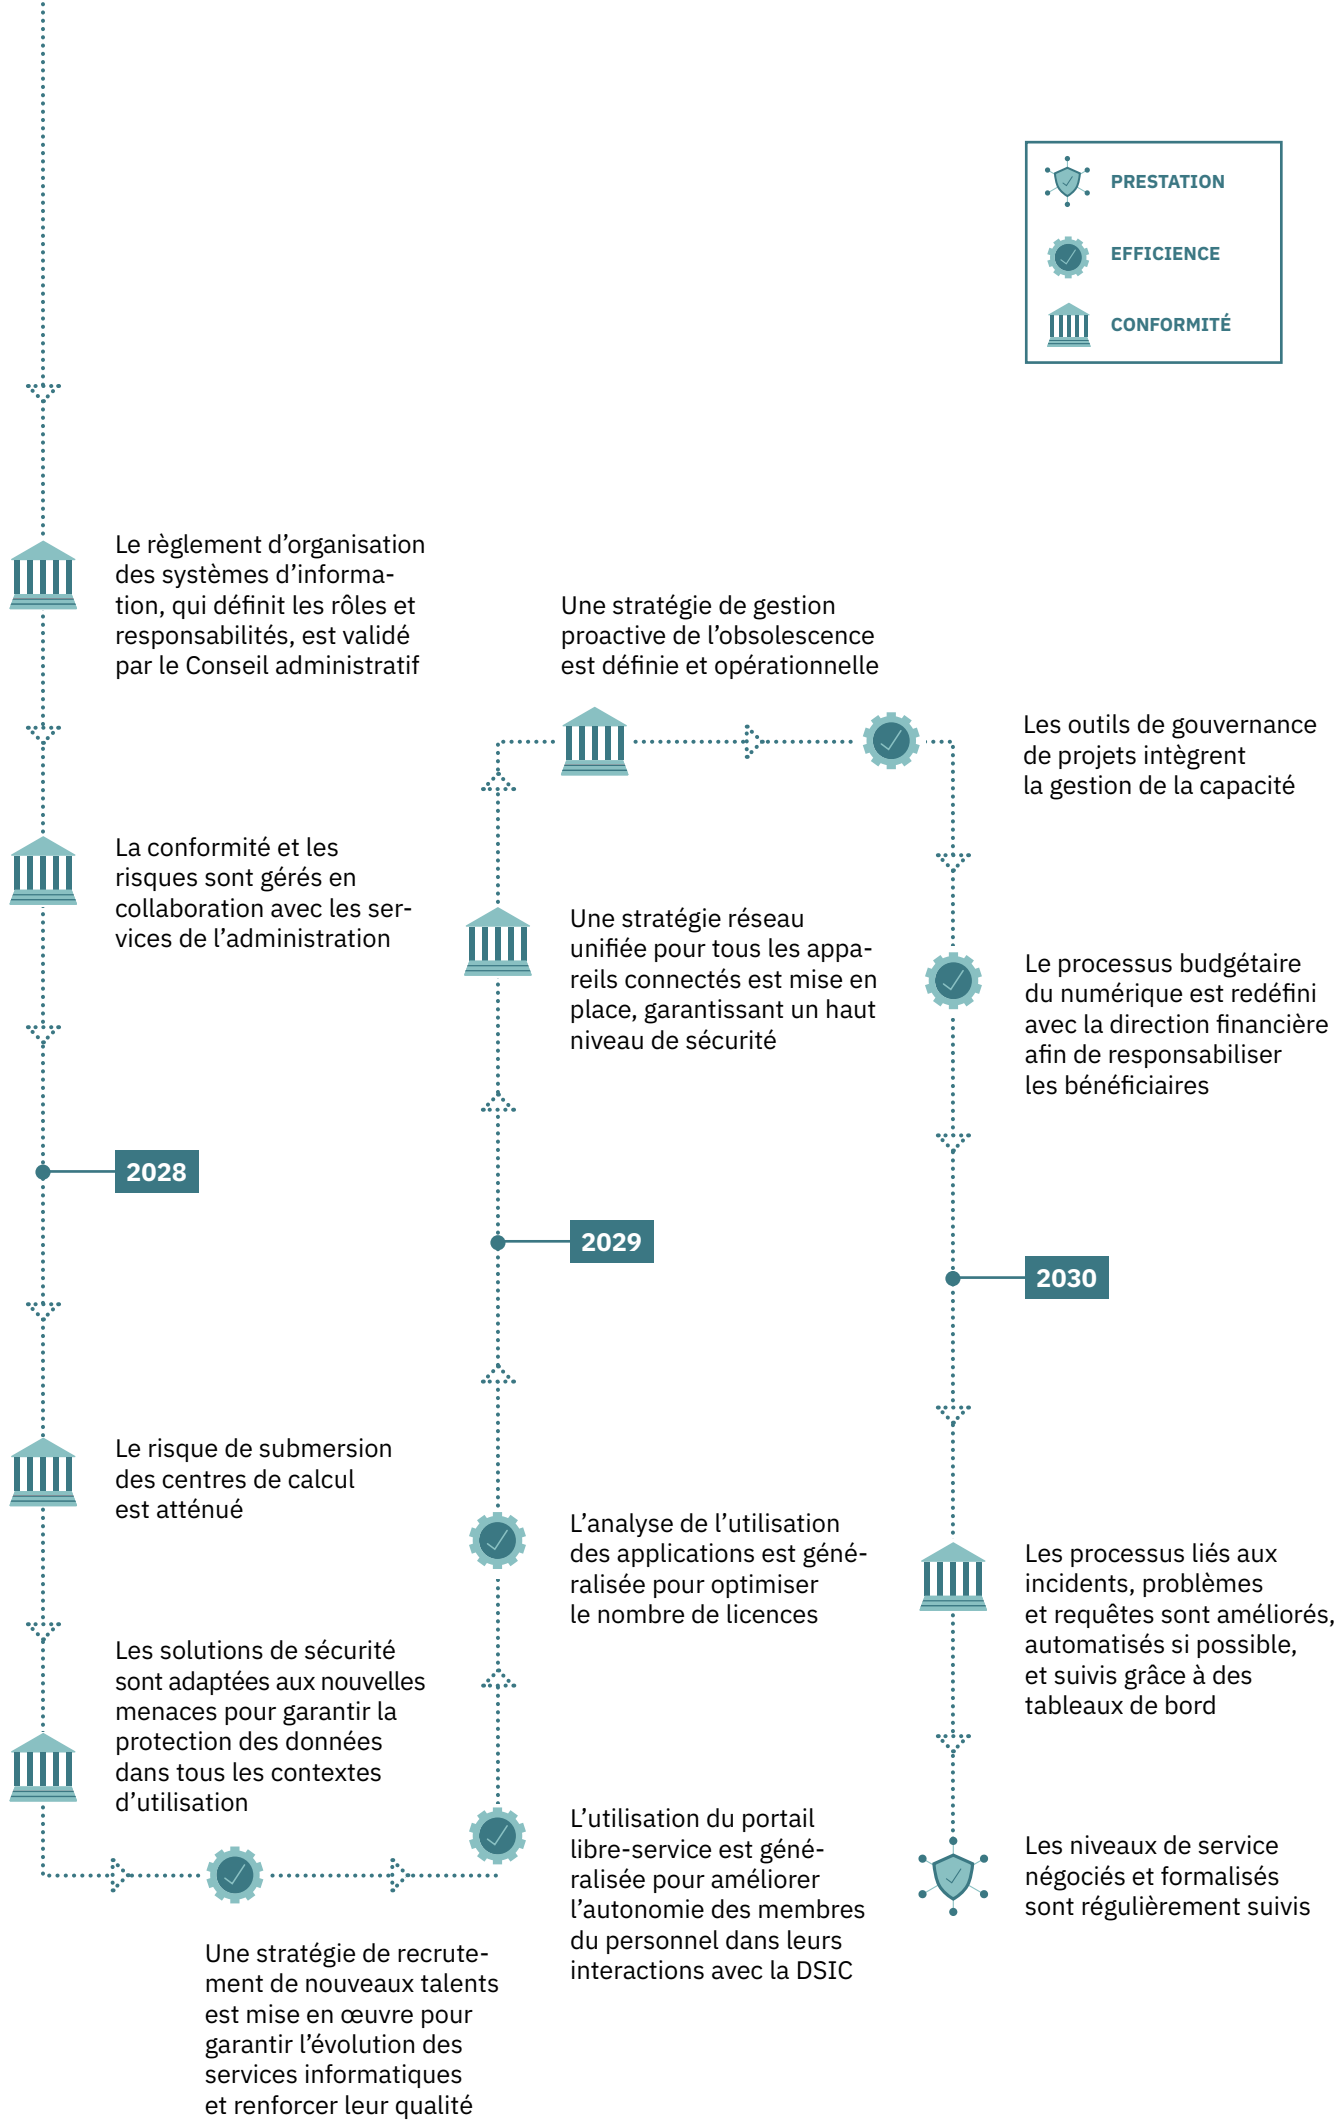 PRESTATION
EFFICIENCE
CONFORMITÉ
Le règlement d’organisation
des systèmes d’informa-
tion, qui définit les rôles et
responsabilités, est validé
par le Conseil administratif
La conformité et les
risques sont gérés en
collaboration avec les ser-
vices de l’administration
2028
Le risque de submersion
des centres de calcul
est atténué
Les solutions de sécurité
sont adaptées aux nouvelles
menaces pour garantir la
protection des données
dans tous les contextes
d’utilisation
Une stratégie de recrute-
ment de nouveaux talents
est mise en œuvre pour
garantir l’évolution des
services informatiques
et renforcer leur qualité
L’utilisation du portail
libre-service est géné-
ralisée pour améliorer
l’autonomie des membres
du personnel dans leurs
interactions avec la DSIC
L’analyse de l’utilisation
des applications est géné-
ralisée pour optimiser
le nombre de licences
2029
Une stratégie réseau
unifiée pour tous les appa-
reils connectés est mise en
place, garantissant un haut
niveau de sécurité
Une stratégie de gestion
proactive de l’obsolescence
est définie et opérationnelle
Les outils de gouvernance
de projets intègrent
la gestion de la capacité
Le processus budgétaire
du numérique est redéfini
avec la direction financière
afin de responsabiliser
les bénéficiaires
2030
Les processus liés aux
incidents, problèmes
et requêtes sont améliorés,
automatisés si possible,
et suivis grâce à des
tableaux de bord
Les niveaux de service
négociés et formalisés
sont régulièrement suivis